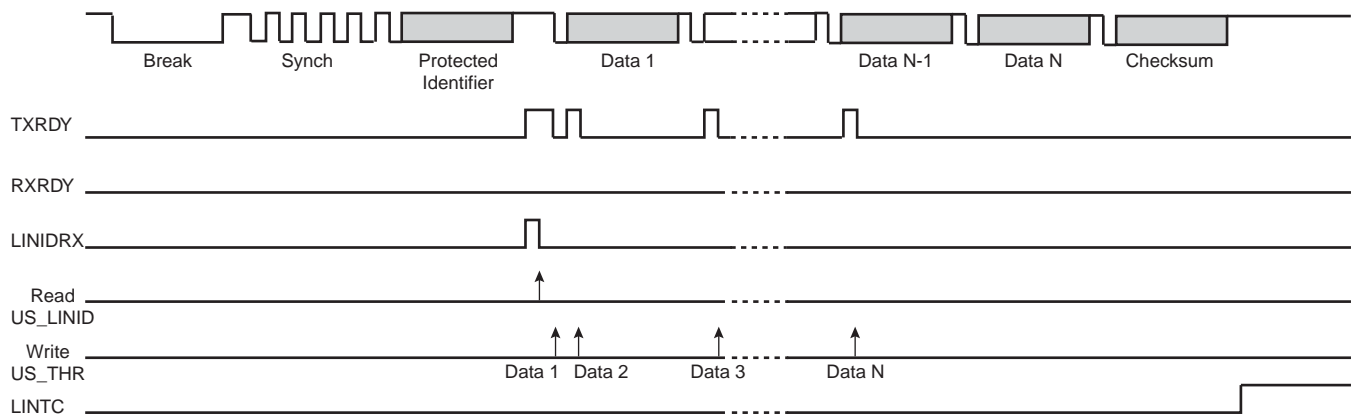 Break Synch Protected Data 1 Data N-1 Data N Checksum
Identifier
TXRDY
RXRDY
LINIDRX
Read
US_LINID
Write
US_THR Data 1 Data 2 Data 3 Data N
LINTC